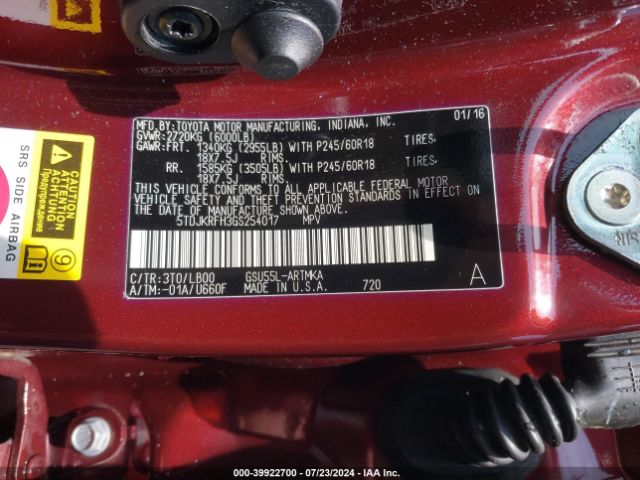 MFD.BY:TOYOTA MOTOR MANUFACTURING, INDIANA, INC. 01/16
GVWR:2720KG (6000LB)
GAWR:FRT. 1340KG (2955LB) WITH P245/60R18 TIRES,
18X7.5J RIMS.
RR. 1585KG (3505LB) WITH P245/60R18 TIRES,
18X7.5J RIMS.
THIS VEHICLE CONFORMS TO ALL APPLICABLE FEDERAL MOTOR
VEHICLE SAFETY AND THEFT PREVENTION STANDARDS IN EFFECT
ON THE DATE OF MANUFACTURE SHOWN ABOVE.
5TDJKRFH3GS254017 MPV
C/TR:3T0/LB00 GSU55L-ARTMKA
A/TM:-01A/U660F MADE IN U.S.A. 720 A
SRS SIDE AIRBAG
CAUTION
ATTENTION
Предупреждение
000-39922700 - 07/23/2024 - IAA Inc.